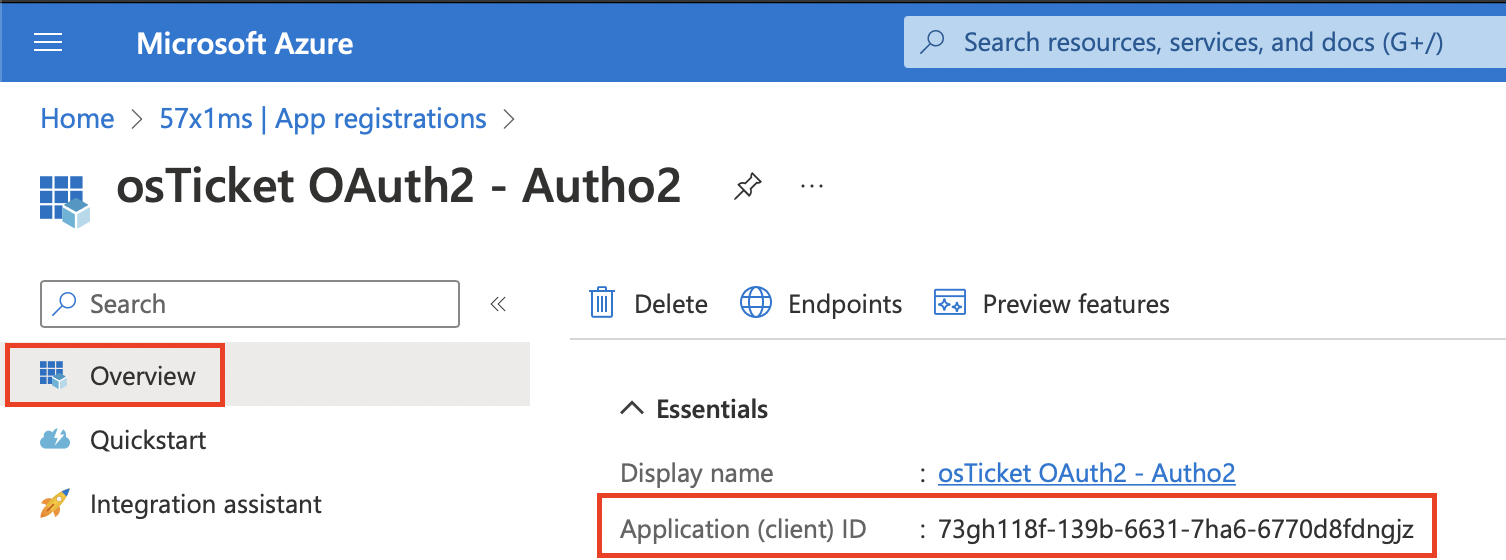 Microsoft Azure
Search resources, services, and docs (G+/)
Home > 57x1ms | App registrations >
osTicket OAuth2 - Autho2 ...
Search «
Delete Endpoints Preview features
Overview
Essentials
Quickstart
Display name : osTicket OAuth2 - Autho2
Integration assistant
Application (client) ID : 73gh118f-139b-6631-7ha6-6770d8fdngjz